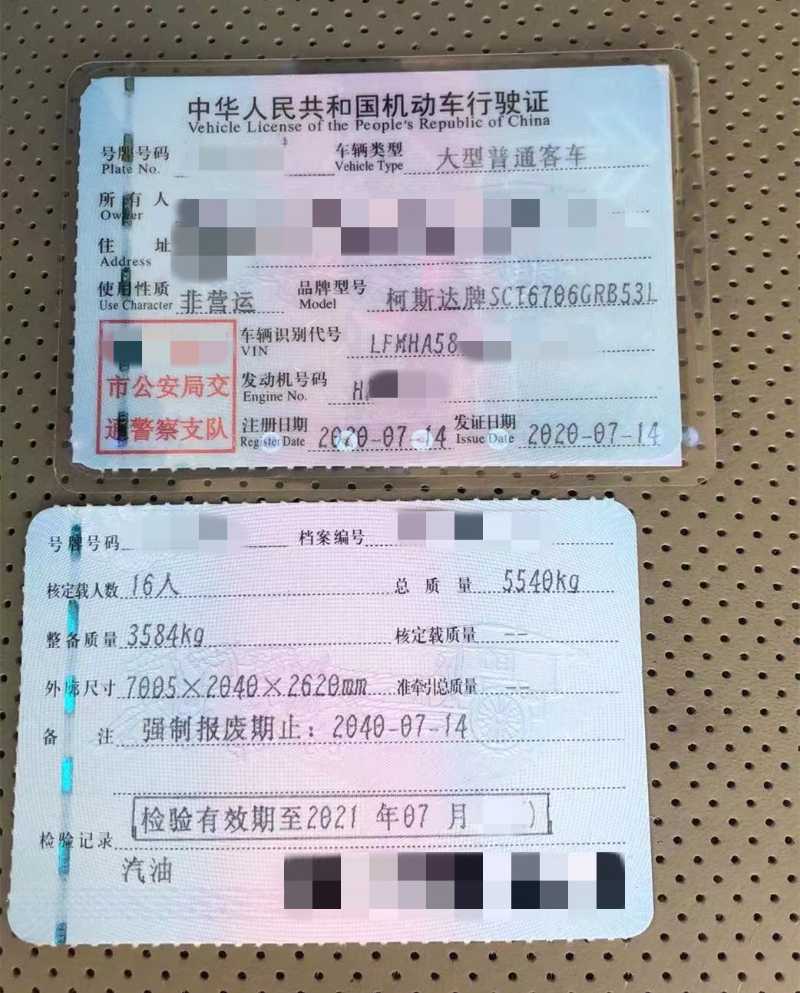 中华人民共和国机动车行驶证
Vehicle License of the People's Republic of China
号牌号码 车辆类型 大型普通客车
Plate No. Vehicle Type
所有人
Owner
住址
Address
使用性质 非营运 品牌型号 柯斯达牌SCT6706GRB53L
Use Character Model
车辆识别代号 LFMHA58
VIN
市公安局交
通警察支队
发动机号码 H
Engine No.
注册日期 2020-07-14 发证日期 2020-07-14
Register Date Issue Date
号牌号码 档案编号
核定载人数 16人 总质量 5540kg
整备质量 3584kg 核定载质量 --
外廓尺寸 7005×2040×2620mm 准牵引总质量 --
备注 强制报废期止：2040-07-14
检验记录 检验有效期至2021 年07 月 )
汽油